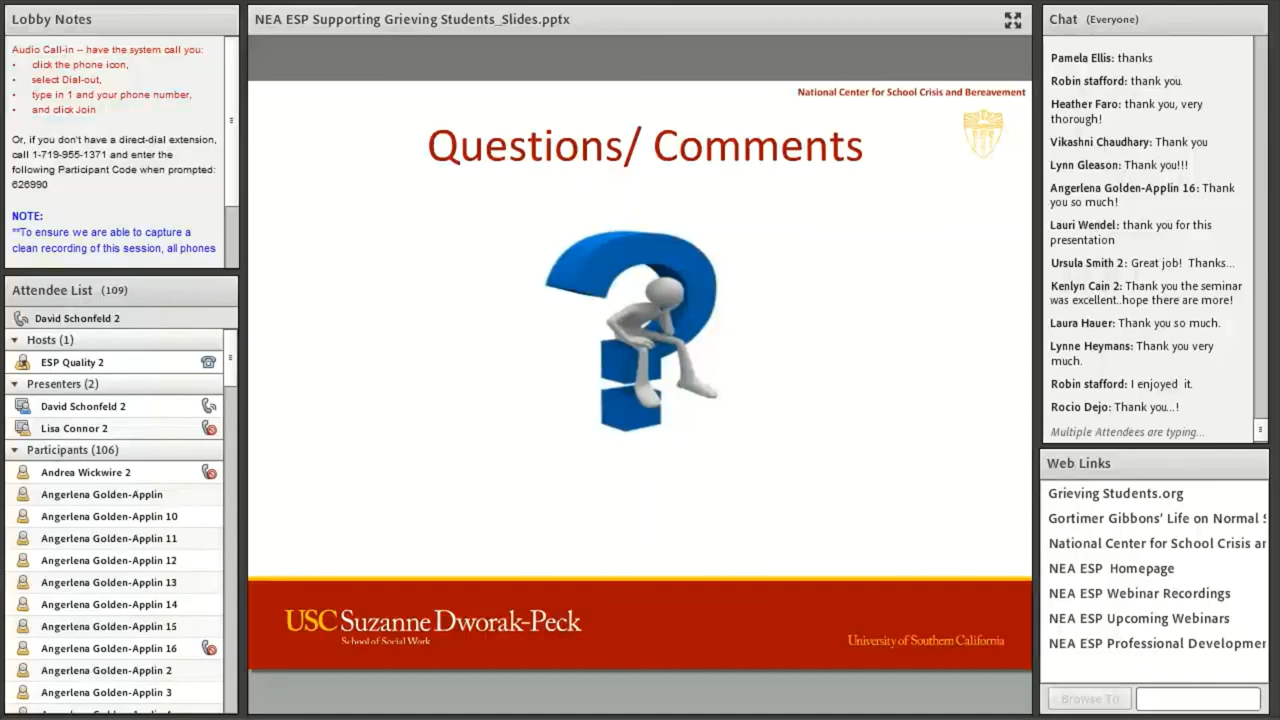 Lobby Notes
Audio Call-in – have the system call you:
• click the phone icon,
• select Dial-out,
• type in 1 and your phone number,
• and click Join
Or, if you don't have a direct-dial extension,
call 1-719-955-1371 and enter the
following Participant Code when prompted:
626990
NOTE:
**To ensure we are able to capture a
clean recording of this session, all phones
Attendee List (109)
David Schonfeld 2
Hosts (1)
ESP Quality 2
Presenters (2)
David Schonfeld 2
Lisa Connor 2
Participants (106)
Andrea Wickwire 2
Angerlena Golden-Applin
Angerlena Golden-Applin 10
Angerlena Golden-Applin 11
Angerlena Golden-Applin 12
Angerlena Golden-Applin 13
Angerlena Golden-Applin 14
Angerlena Golden-Applin 15
Angerlena Golden-Applin 16
Angerlena Golden-Applin 2
Angerlena Golden-Applin 3
NEA ESP Supporting Grieving Students_Slides.pptx
National Center for School Crisis and Bereavement
Questions/ Comments
USC Suzanne Dworak-Peck
School of Social Work
University of Southern California
Chat (Everyone)
Pamela Ellis: thanks
Robin stafford: thank you.
Heather Faro: thank you, very
thorough!
Vikashni Chaudhary: Thank you
Lynn Gleason: Thank you!!!
Angerlena Golden-Applin 16: Thank
you so much!
Lauri Wendel: thank you for this
presentation
Ursula Smith 2: Great job! Thanks...
Kenlyn Cain 2: Thank you the seminar
was excellent..hope there are more!
Laura Hauer: Thank you so much.
Lynne Heymans: Thank you very
much.
Robin stafford: I enjoyed it.
Rocio Dejo: Thank you...!
Multiple Attendees are typing...
Web Links
Grieving Students.org
Gortimer Gibbons' Life on Normal
National Center for School Crisis
NEA ESP Homepage
NEA ESP Webinar Recordings
NEA ESP Upcoming Webinars
NEA ESP Professional
Browse To